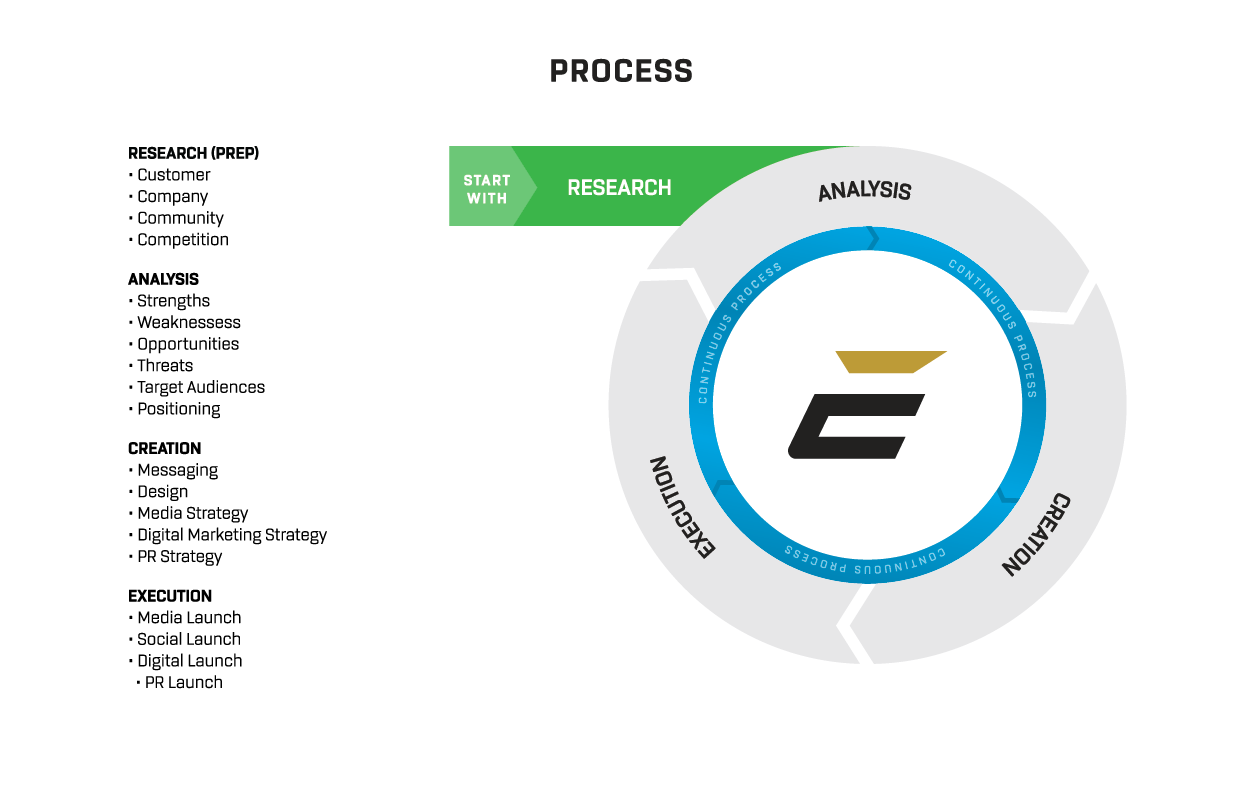 PROCESS
RESEARCH (PREP)
• Customer
• Company
• Community
• Competition
ANALYSIS
• Strengths
• Weaknessess
• Opportunities
• Threats
• Target Audiences
• Positioning
CREATION
• Messaging
• Design
• Media Strategy
• Digital Marketing Strategy
• PR Strategy
EXECUTION
• Media Launch
• Social Launch
• Digital Launch
• PR Launch
START
WITH
RESEARCH
ANALYSIS
CREATION
EXECUTION
CONTINUOUS PROCESS
CONTINUOUS PROCESS
CONTINUOUS PROCESS